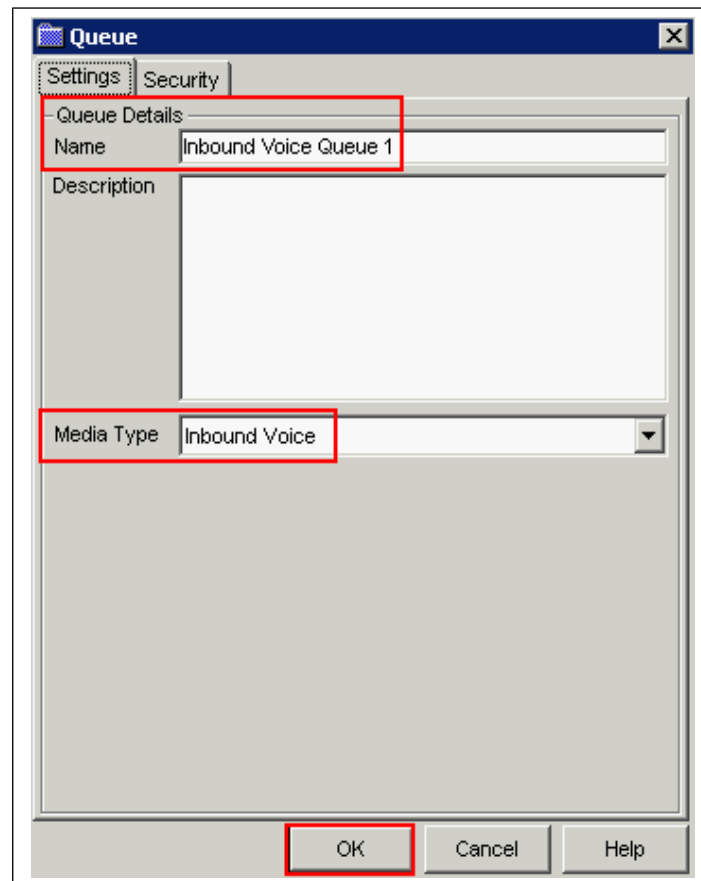 Queue
Settings Security
Queue Details
Name Inbound Voice Queue 1
Description
Media Type Inbound Voice
OK Cancel Help